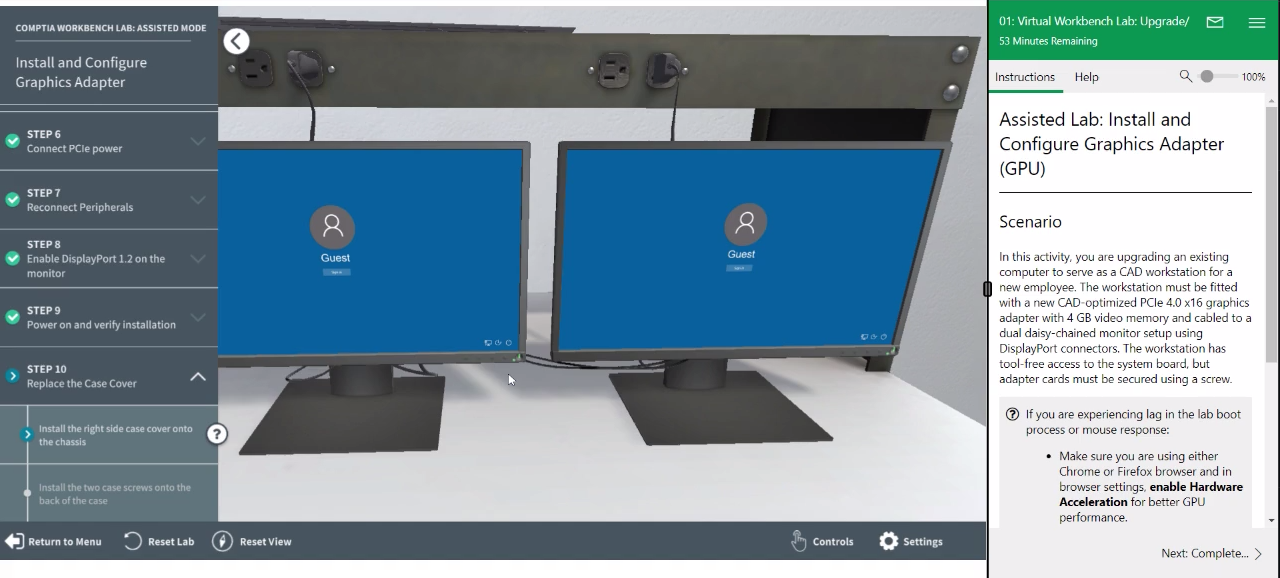 COMPTIA WORKBENCH LAB: ASSISTED MODE
Install and Configure
Graphics Adapter
STEP 6
Connect PCIe power
STEP 7
Reconnect Peripherals
STEP 8
Enable DisplayPort 1.2 on the
monitor
STEP 9
Power on and verify installation
STEP 10
Replace the Case Cover
Install the right side case cover onto
the chassis
Install the two case screws onto the
back of the case
?
Guest
Guest
Return to Menu
Reset Lab
Reset View
Controls
Settings
01: Virtual Workbench Lab: Upgrade/
53 Minutes Remaining
Instructions
Help
100%
Assisted Lab: Install and
Configure Graphics Adapter
(GPU)
Scenario
In this activity, you are upgrading an existing
computer to serve as a CAD workstation for a
new employee. The workstation must be fitted
with a new CAD-optimized PCIe 4.0 x16 graphics
adapter with 4 GB video memory and cabled to a
dual daisy-chained monitor setup using
DisplayPort connectors. The workstation has
tool-free access to the system board, but
adapter cards must be secured using a screw.
? If you are experiencing lag in the lab boot
process or mouse response:
• Make sure you are using either
Chrome or Firefox browser and in
browser settings, enable Hardware
Acceleration for better GPU
performance.
Next: Complete...